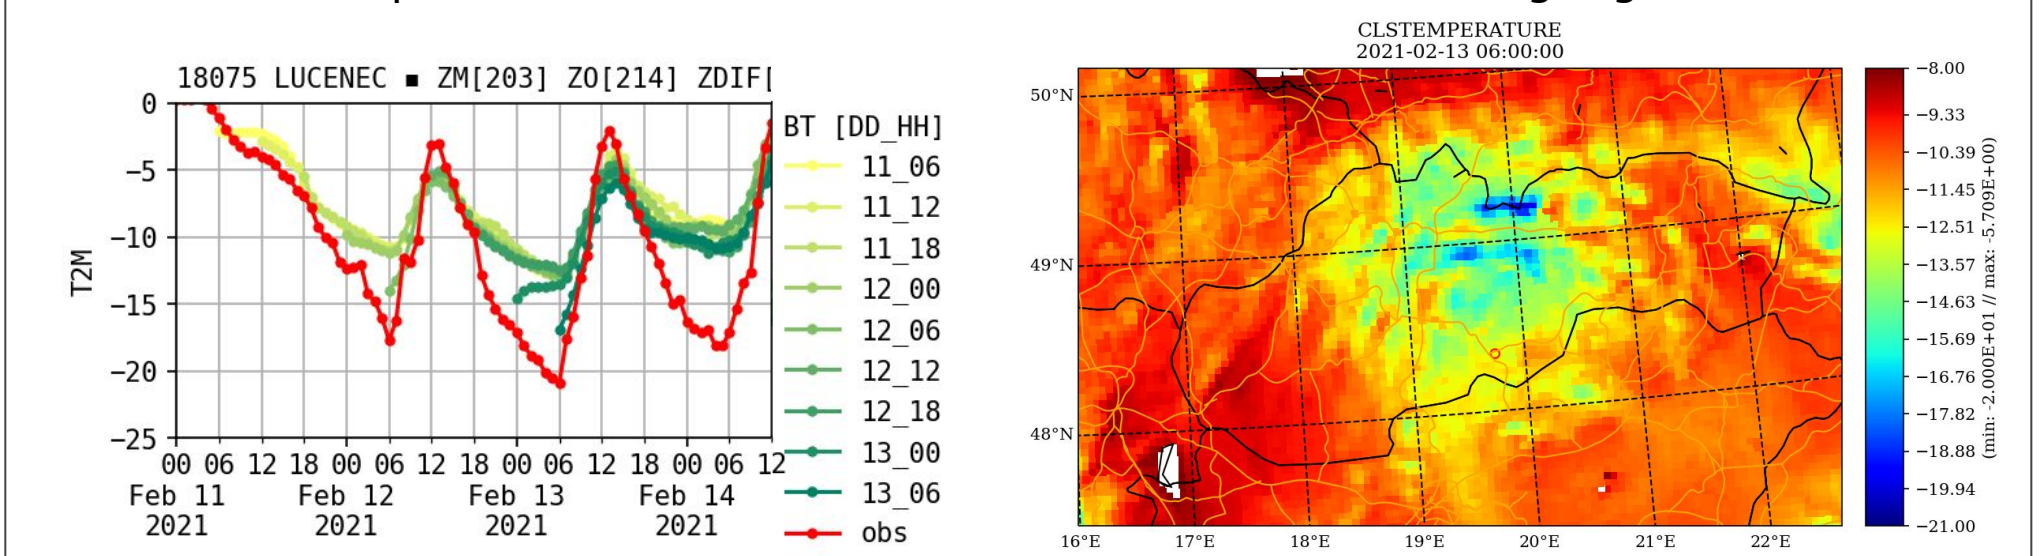 18075 LUCENEC ▪ ZM[203] ZO[214] ZDIF[
T2M
0
−5
−10
−15
−20
−25
00 06 12 18 00 06 12 18 00 06 12 18 00 06 12
Feb 11 Feb 12 Feb 13 Feb 14
2021 2021 2021 2021
BT [DD_HH]
11_06
11_12
11_18
12_00
12_06
12_12
12_18
13_00
13_06
obs
CLSTEMPERATURE
2021-02-13 06:00:00
50°N
49°N
48°N
16°E 17°E 18°E 19°E 20°E 21°E 22°E
−8.00
−9.33
−10.39
−11.45
−12.51
−13.57
−14.63
−15.69
−16.76
−17.82
−18.88
−19.94
−21.00
(min: -2.000E+01 // max: -5.709E+00)